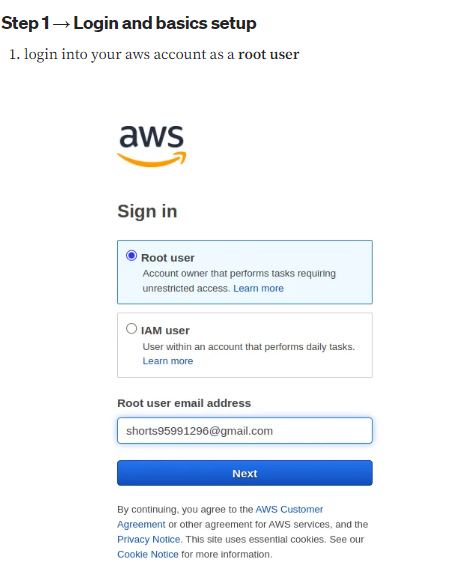 Step 1→ Login and basics setup
1. login into your aws account as a root user
aws
Sign in
Root user
Account owner that performs tasks requiring
unrestricted access. Learn more
IAM user
User within an account that performs daily tasks.
Learn more
Root user email address
shorts95991296@gmail.com
Next
By continuing, you agree to the AWS Customer
Agreement or other agreement for AWS services, and the
Privacy Notice. This site uses essential cookies. See our
Cookie Notice for more information.